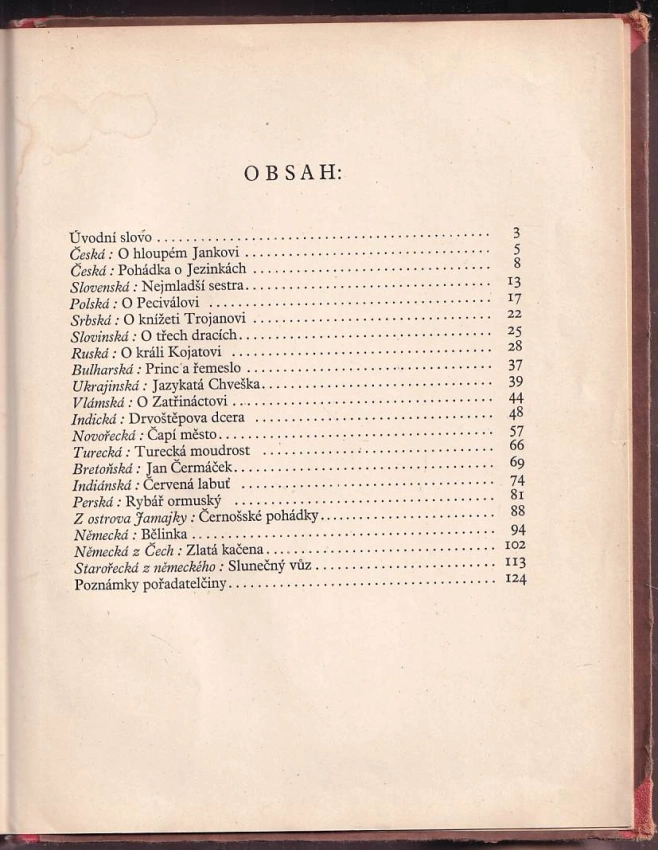 OBSAH:
Úvodní slovo ........................................ 3
Česká : O hloupém Jankovi ........................................ 5
Česká : Pohádka o Jezinkách ........................................ 8
Slovenská : Nejmladší sestra ........................................ 13
Polská : O Peciválovi ........................................ 17
Srbská : O knížeti Trojanovi ........................................ 22
Slovinská : O třech dracích ........................................ 25
Ruská : O králi Kojatovi ........................................ 28
Bulharská : Princ a řemeslo ........................................ 37
Ukrajinská : Jazykatá Chveška ........................................ 39
Vlámská : O Zatřináctovi ........................................ 44
Indická : Drvoštěpova dcera ........................................ 48
Novořecká : Čapí město ........................................ 57
Turecká : Turecká moudrost ........................................ 66
Bretoňská : Jan Čermáček ........................................ 69
Indiánská : Červená labuť ........................................ 74
Perská : Rybář ormuský ........................................ 81
Z ostrova Jamajky : Černošské pohádky ........................................ 88
Německá : Bělinka ........................................ 94
Německá z Čech : Zlatá kačena ........................................ 102
Starořecká z německého : Slunečný vůz ........................................ 113
Poznámky pořadatelčiny ........................................ 124